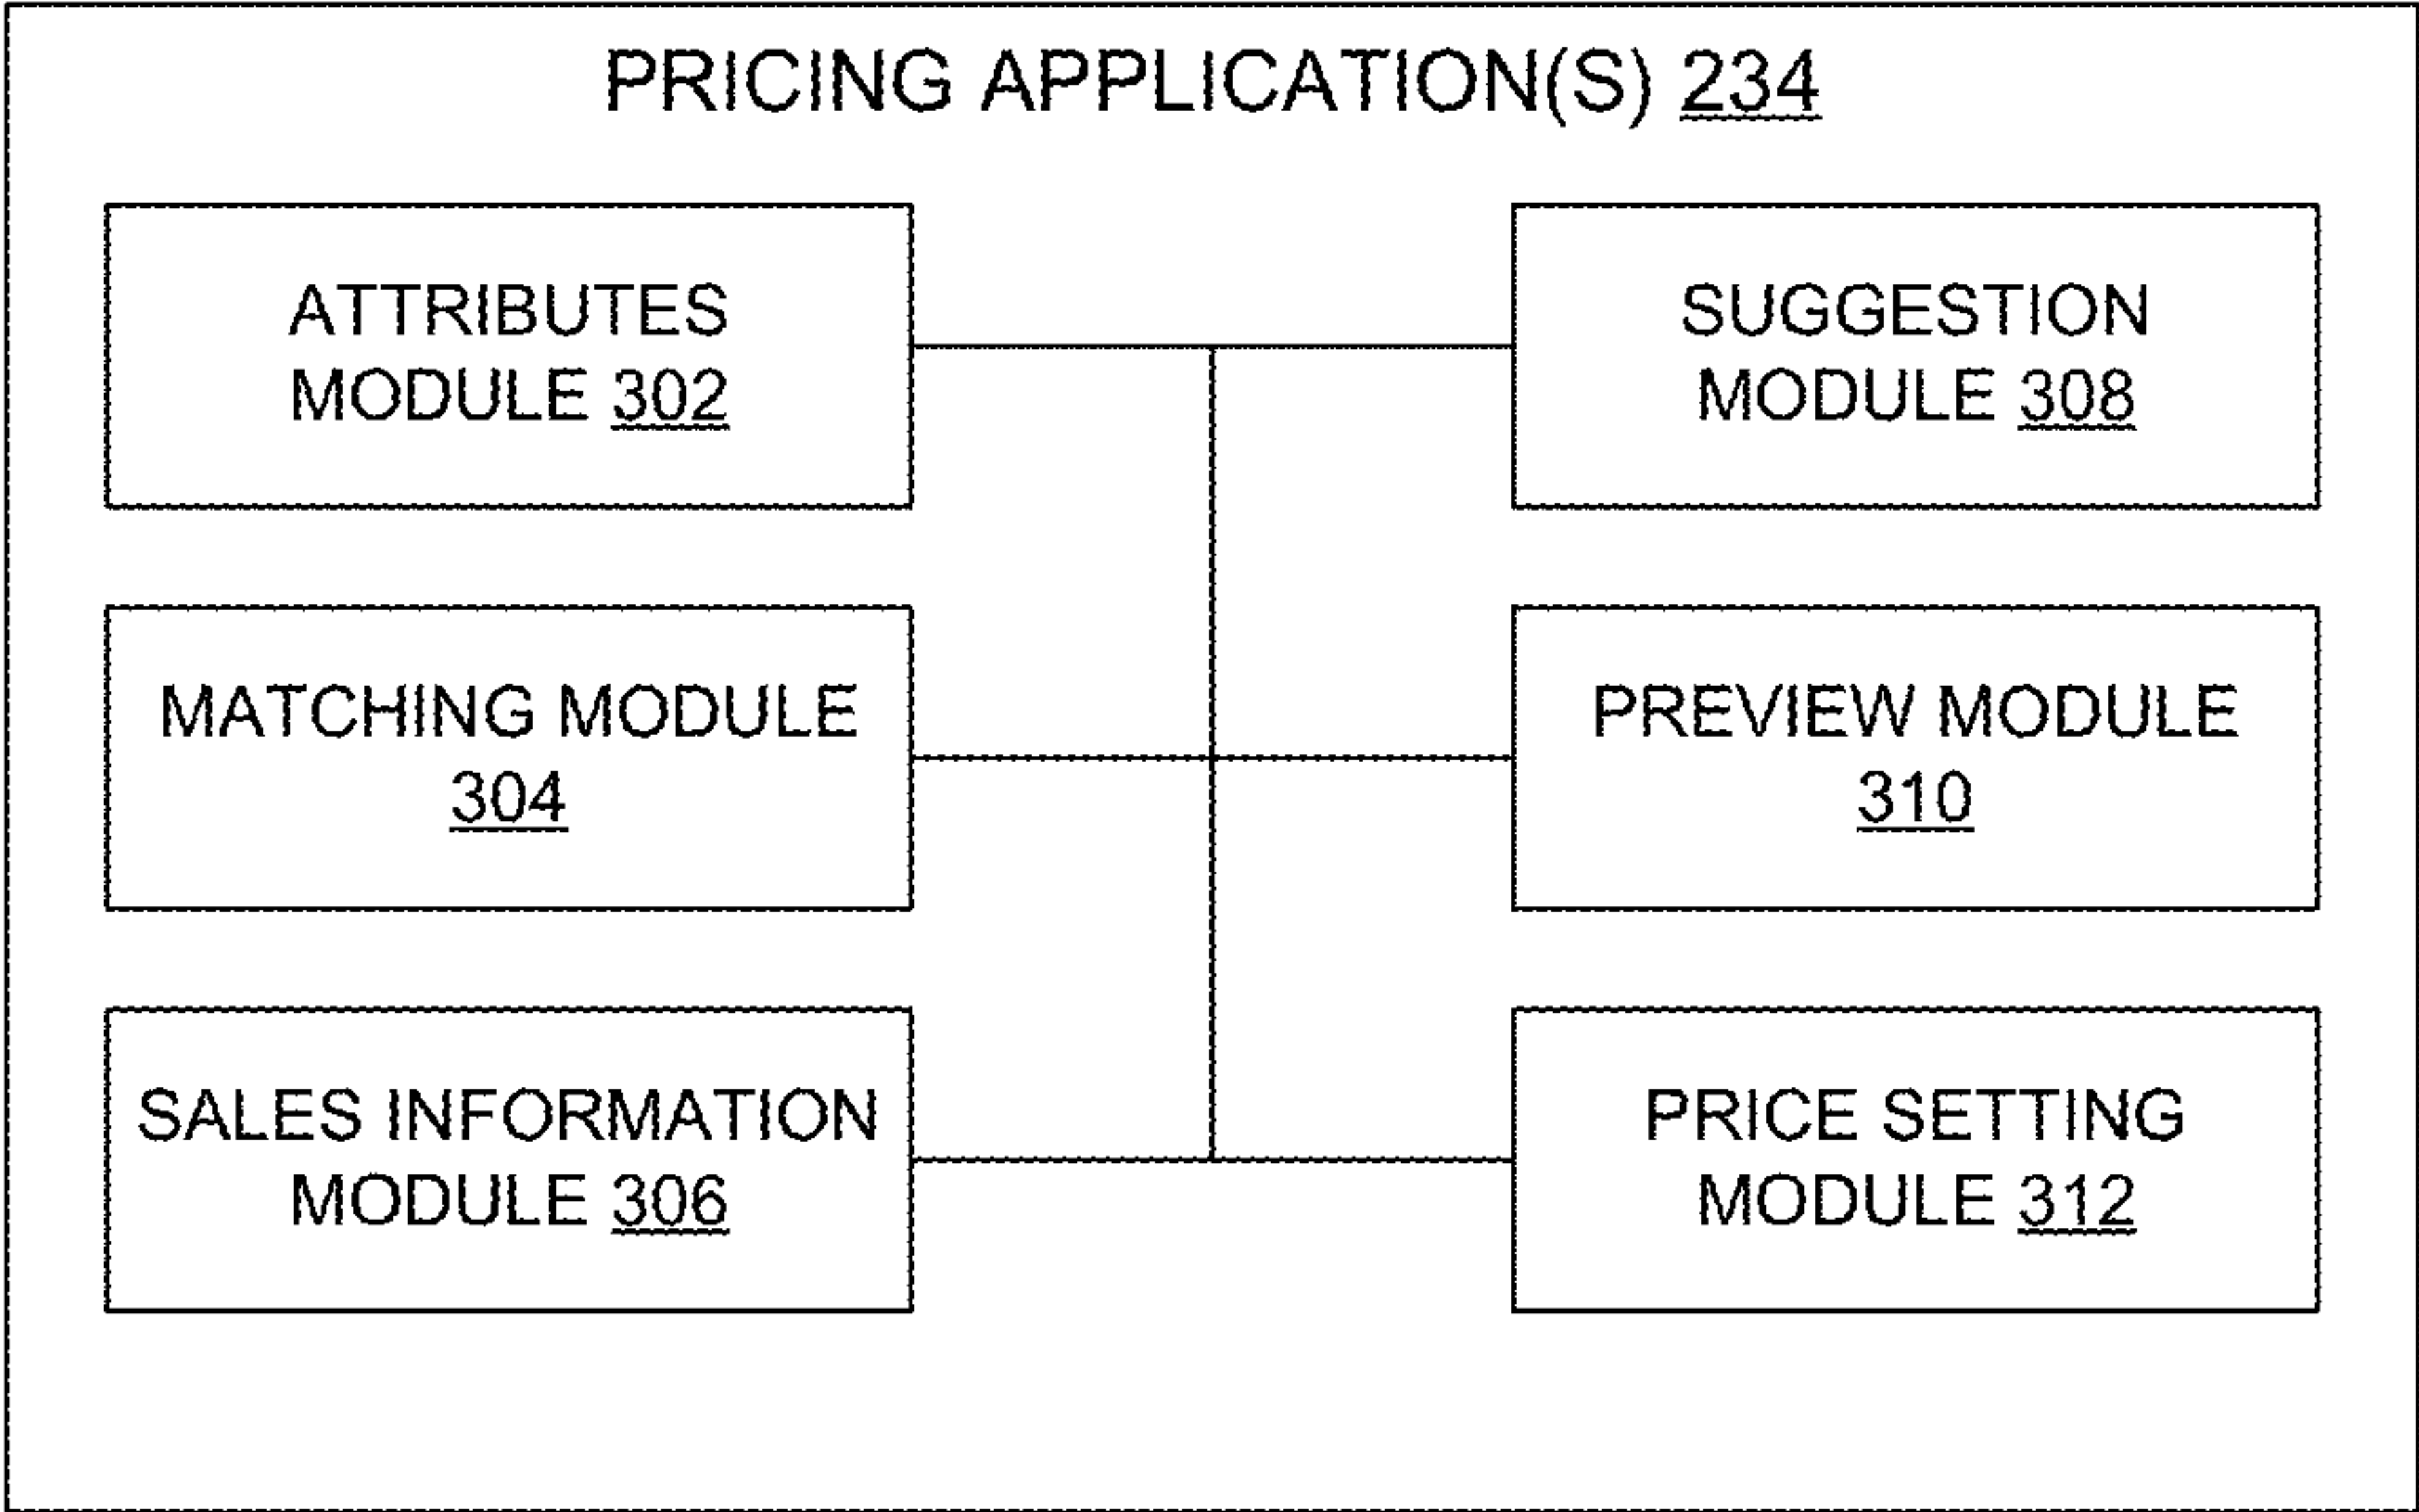 PRICING APPLICATION(S) 234
ATTRIBUTES
MODULE 302
SUGGESTION
MODULE 308
MATCHING MODULE
304
PREVIEW MODULE
310
SALES INFORMATION
MODULE 306
PRICE SETTING
MODULE 312